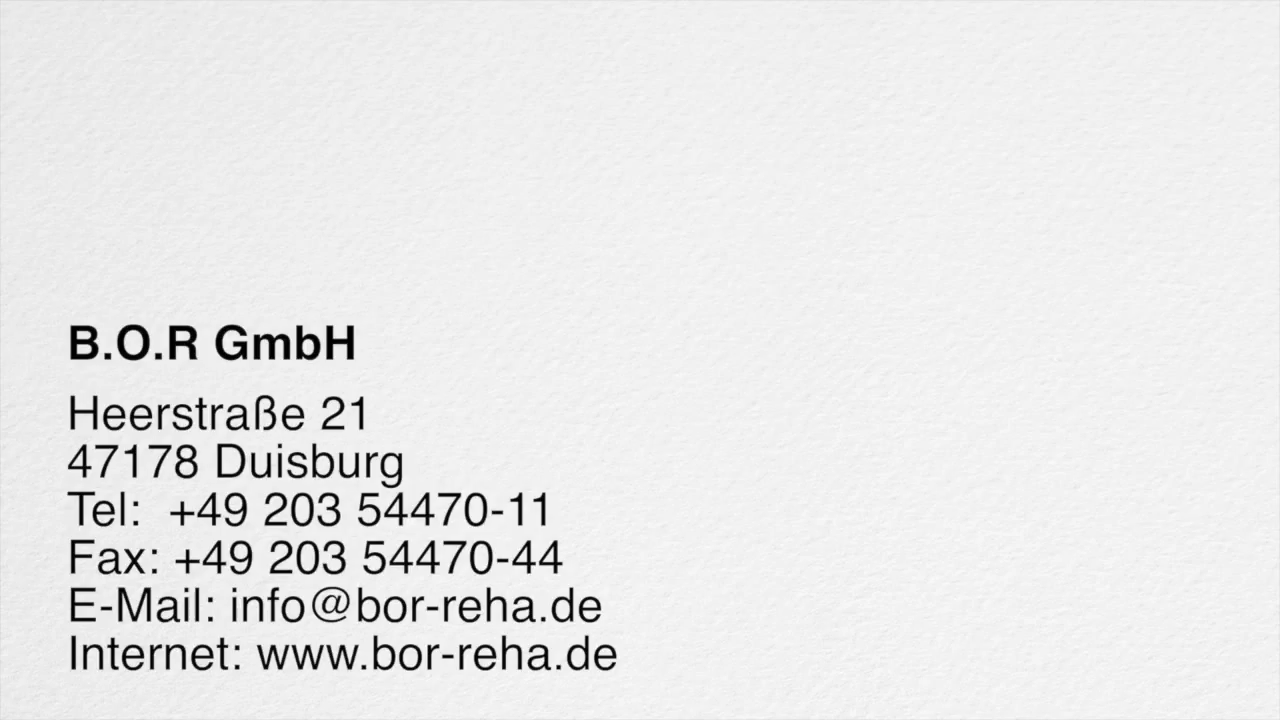 B.O.R GmbH
Heerstraße 21
47178 Duisburg
Tel:  +49 203 54470-11
Fax: +49 203 54470-44
E-Mail: info@bor-reha.de
Internet: www.bor-reha.de